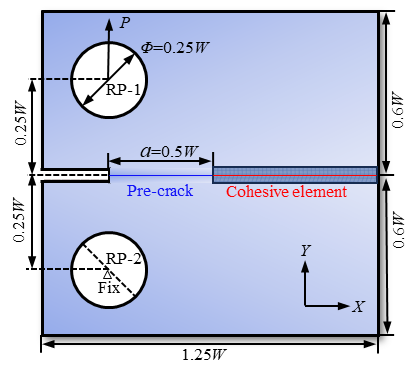 P
Φ=0.25W
RP-1
0.25W
0.6W
a=0.5W
Pre-crack
Cohesive element
0.25W
0.6W
RP-2
Δ
Fix
Y
X
1.25W